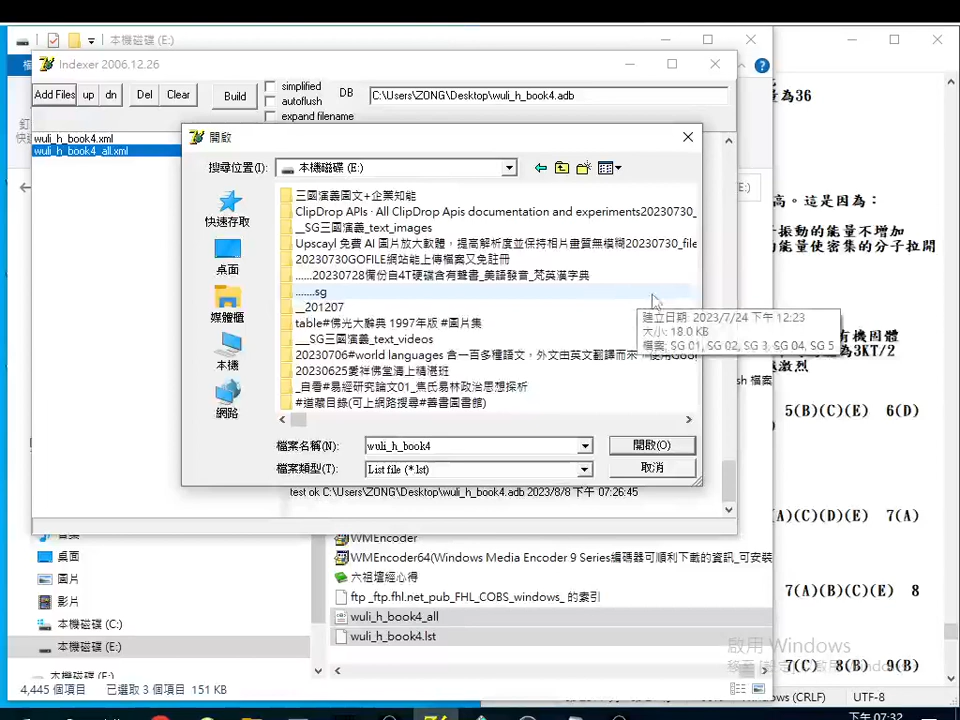 本機磁碟 (E:)
Indexer 2006.12.26
Add Files up dn Del Clear Build
simplified
autoflush
expand filename
DB C:\Users\ZONG\Desktop\wuli_h_book4.adb
wuli_h_book4.xml
wuli_h_book4_all.xml
開啟
搜尋位置(I): 本機磁碟 (E:)
快速存取
桌面
媒體櫃
本機
網路
三國演義圖文+企業知能
ClipDrop APIs · All ClipDrop Apis documentation and experiments20230730_
__SG三國演義_text_images
Upscayl 免費 AI 圖片放大軟體，提高解析度並保持相片畫質無模糊20230730_file
20230730GOFILE網站能上傳檔案又免註冊
......20230728備份自4T硬碟含有聲書_美語發音_梵英漢字典
.......sg
__201207
table#佛光大辭典 1997年版 #圖片集
___SG三國演義_text_videos
20230706#world languages 含一百多種語文，外文由英文翻譯而來
20230625愛祥佛堂濤上精湛班
_自看#易經研究論文01_焦氏易林政治思想探析
#道藏目錄(可上網路搜尋#善書圖書館)
建立日期: 2023/7/24 下午 12:23
大小: 18.0 KB
檔案: SG 01, SG 02, SG 3, SG 04, SG 5
檔案名稱(N): wuli_h_book4 開啟(O)
檔案類型(T): List file (*.lst) 取消
test ok C:\Users\ZONG\Desktop\wuli_h_book4.adb 2023/8/8 下午 07:26:45
桌面
圖片
影片
本機磁碟 (C:)
本機磁碟 (E:)
本機磁碟 (E:)
WMEncoder
WMEncoder64(Windows Media Encoder 9 Series編碼器可順利下載的資訊_可安裝
六祖壇經心得
ftp _ftp.fhl.net_pub_FHL_COBS_windows_ 的索引
wuli_h_book4_all
wuli_h_book4.lst
4,445 個項目 已選取 3 個項目 151 KB
為36
高。這是因為：
振動的能量不增加
的能量使密集的分子拉開
有機固體
為3KT/2
激烈
sh 檔案
5(B)(C)(E) 6(D)
)(A)(C)(D)(E) 7(A)
7(A)(B)(C)(E) 8
7(C) 8(B) 9(B)
啟用 Windows
(CRLF) UTF-8
下午 07:32